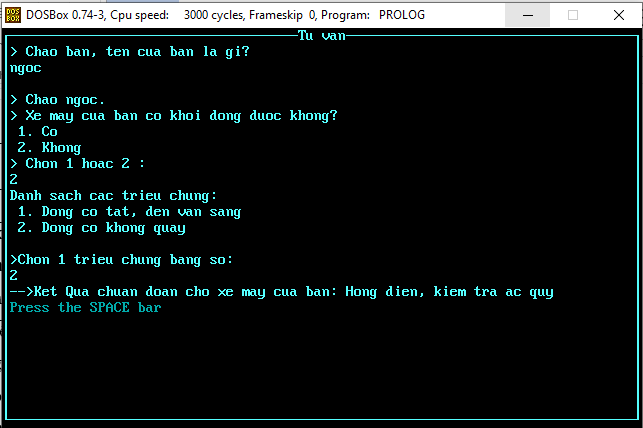 DOSBox 0.74-3, Cpu speed:    3000 cycles, Frameskip  0, Program:   PROLOG
Tu van
> Chao ban, ten cua ban la gi?
ngoc
> Chao ngoc.
> Xe may cua ban co khoi dong duoc khong?
1. Co
2. Khong
> Chon 1 hoac 2 :
2
Danh sach cac trieu chung:
1. Dong co tat, den van sang
2. Dong co khong quay
>Chon 1 trieu chung bang so:
2
-->Ket Qua chuan doan cho xe may cua ban: Hong dien, kiem tra ac quy
Press the SPACE bar